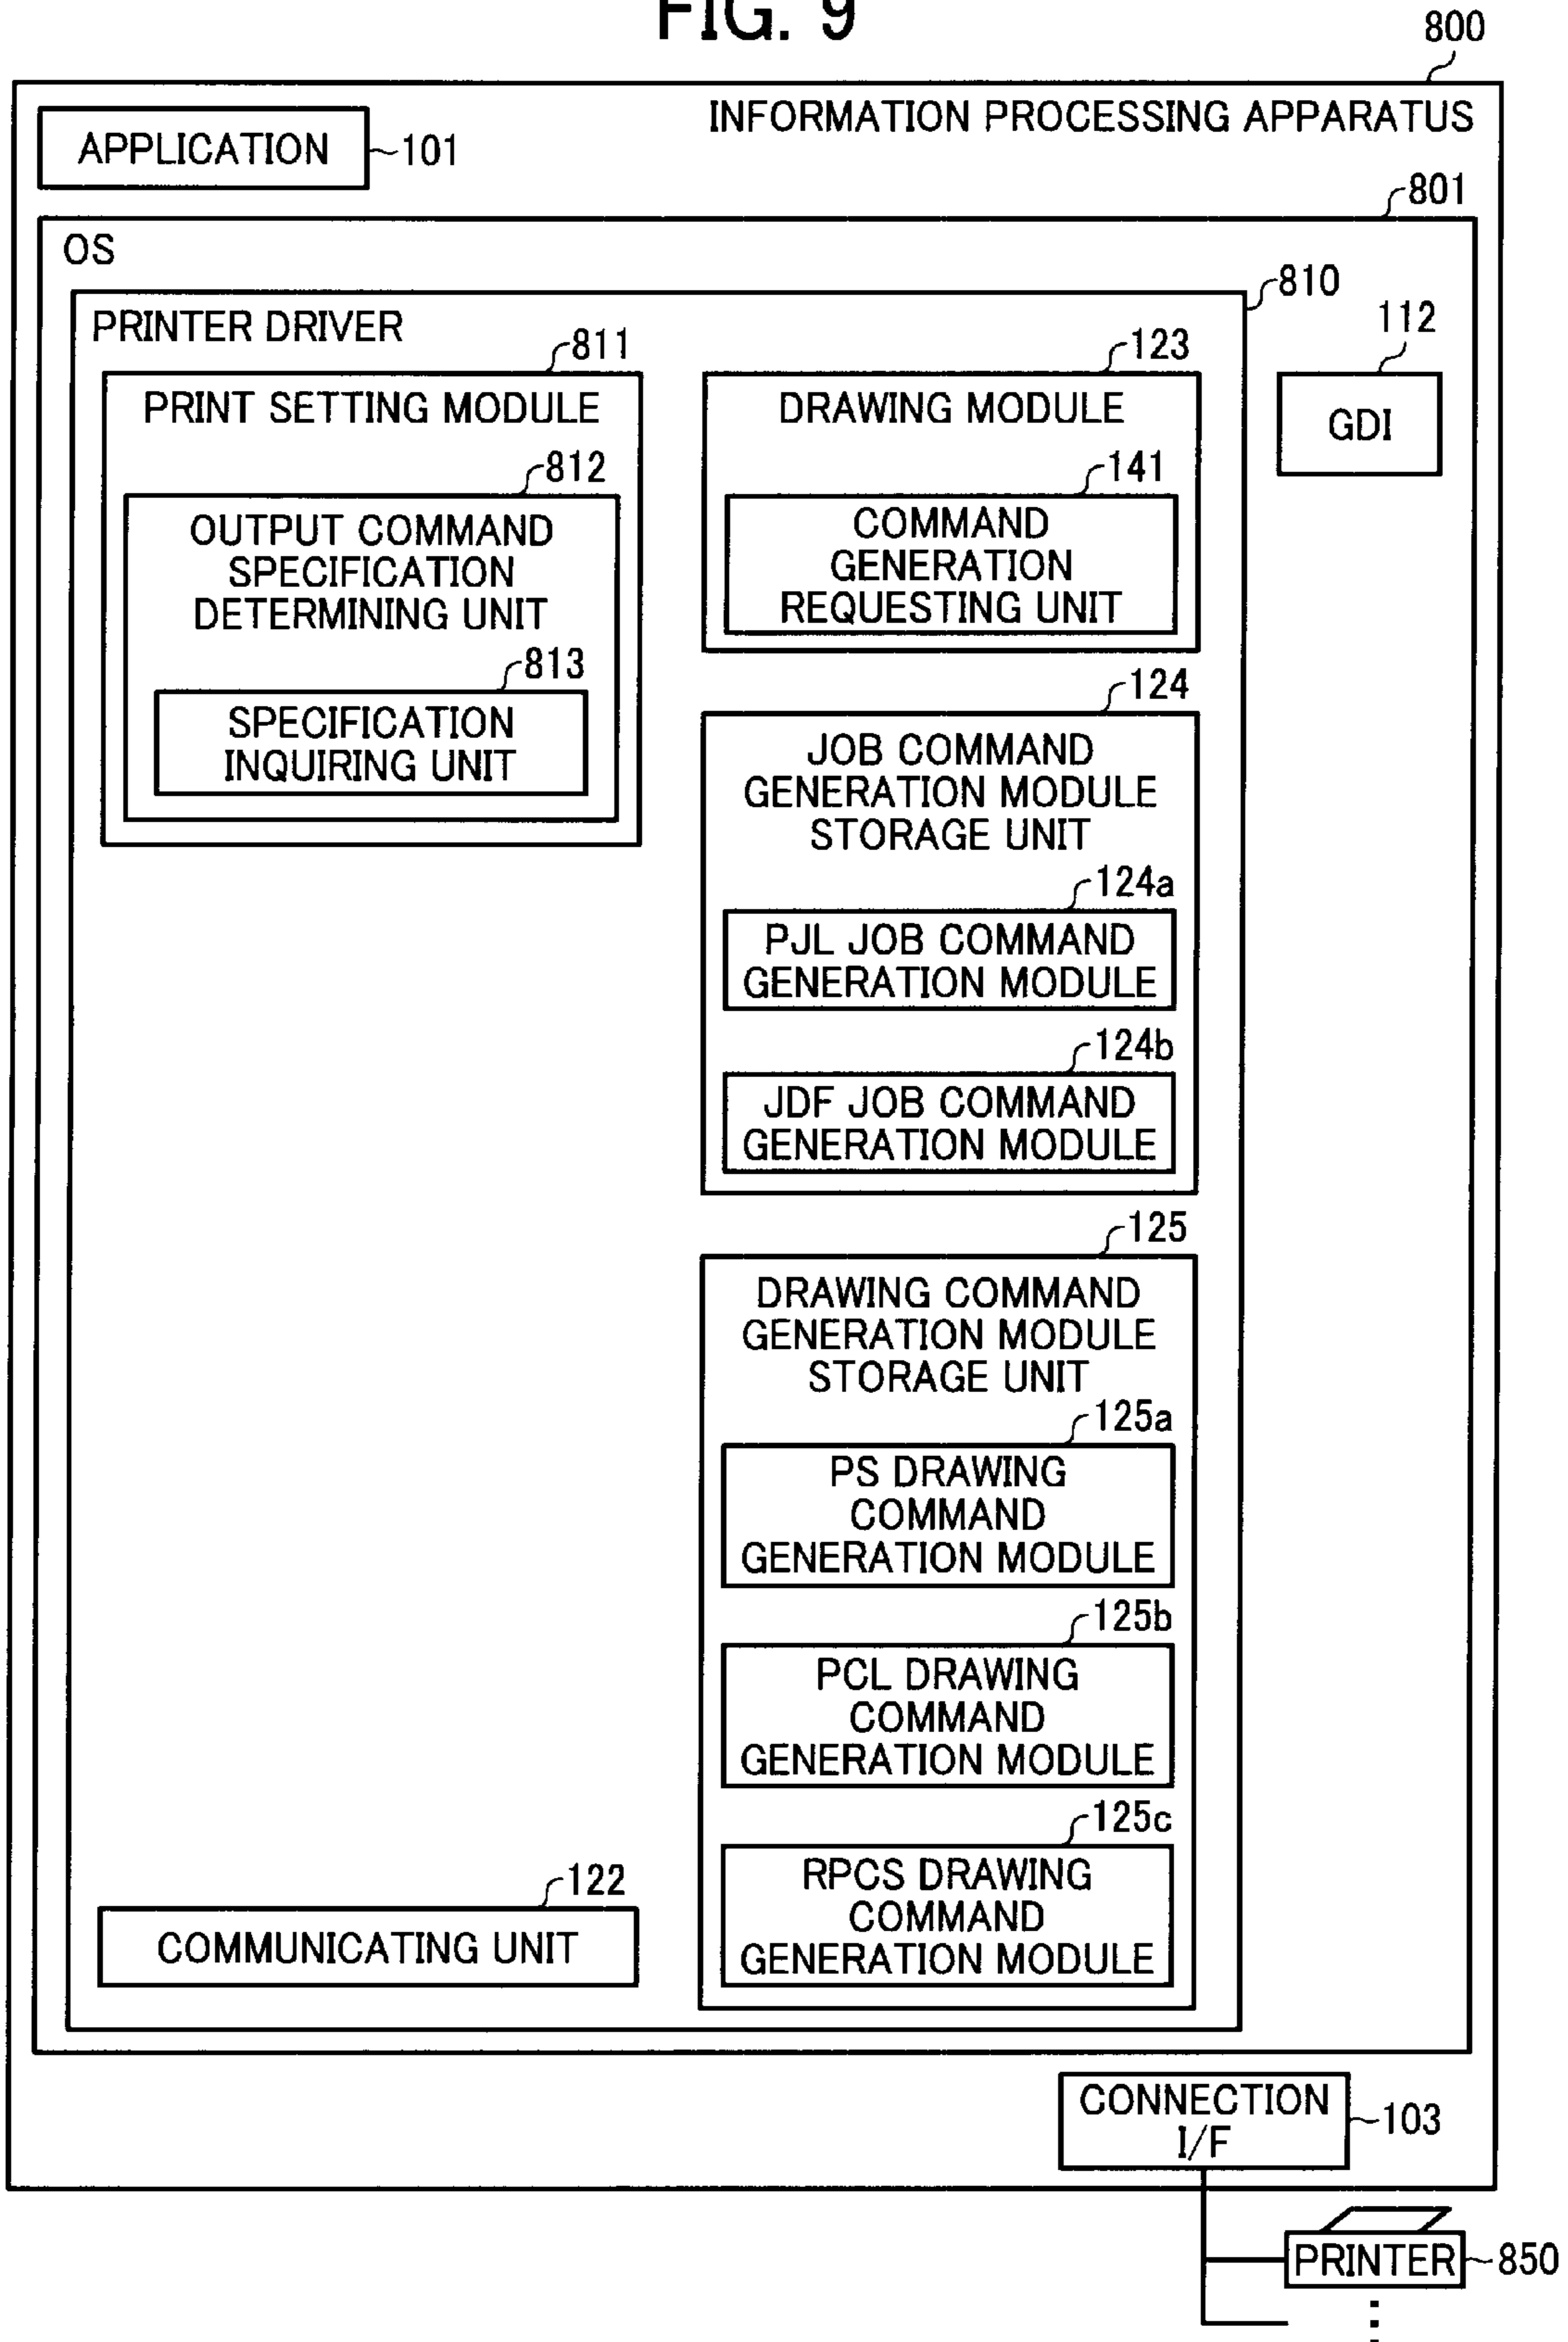 FIG. 9
800
INFORMATION PROCESSING APPARATUS
APPLICATION
101
801
OS
810
PRINTER DRIVER
112
GDI
811
PRINT SETTING MODULE
812
OUTPUT COMMAND
SPECIFICATION
DETERMINING UNIT
813
SPECIFICATION
INQUIRING UNIT
123
DRAWING MODULE
141
COMMAND
GENERATION
REQUESTING UNIT
124
JOB COMMAND
GENERATION MODULE
STORAGE UNIT
124a
PJL JOB COMMAND
GENERATION MODULE
124b
JDF JOB COMMAND
GENERATION MODULE
125
DRAWING COMMAND
GENERATION MODULE
STORAGE UNIT
125a
PS DRAWING
COMMAND
GENERATION MODULE
125b
PCL DRAWING
COMMAND
GENERATION MODULE
125c
RPCS DRAWING
COMMAND
GENERATION MODULE
122
COMMUNICATING UNIT
CONNECTION
I/F
103
PRINTER
850